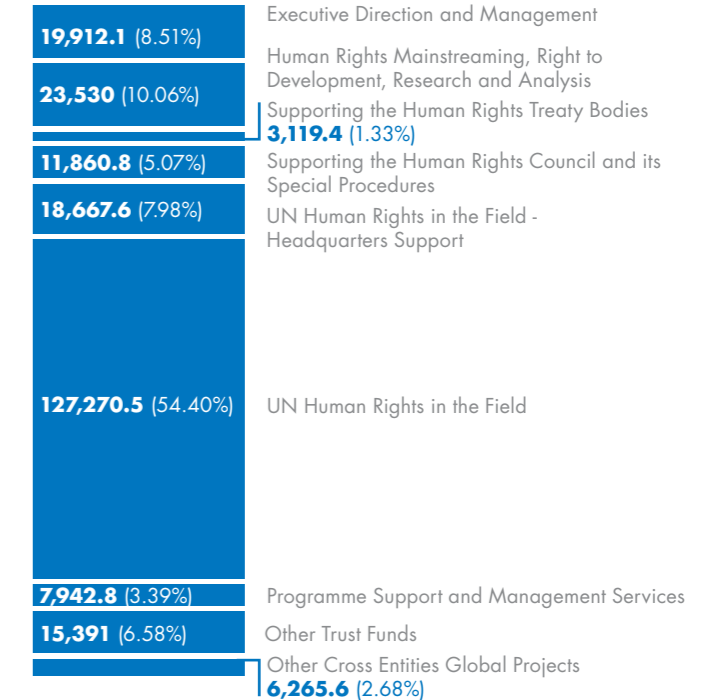 Executive Direction and Management
19,912.1 (8.51%)
Human Rights Mainstreaming, Right to
Development, Research and Analysis
23,530 (10.06%)
Supporting the Human Rights Treaty Bodies
3,119.4 (1.33%)
11,860.8 (5.07%)
Supporting the Human Rights Council and its
Special Procedures
18,667.6 (7.98%)
UN Human Rights in the Field -
Headquarters Support
127,270.5 (54.40%)
UN Human Rights in the Field
7,942.8 (3.39%)
Programme Support and Management Services
15,391 (6.58%)
Other Trust Funds
Other Cross Entities Global Projects
6,265.6 (2.68%)